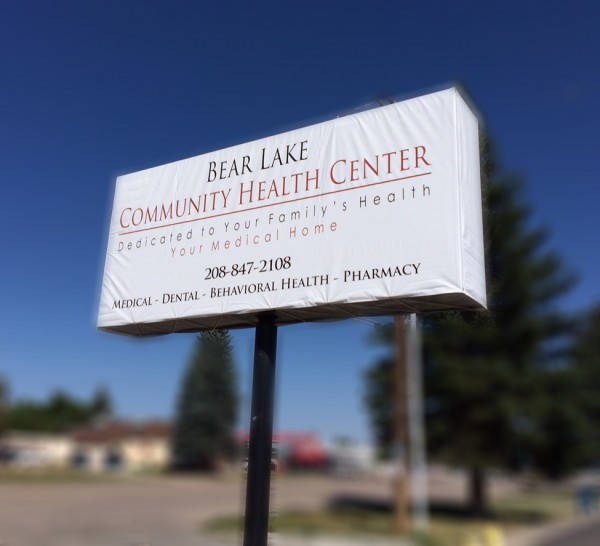 BEAR LAKE
COMMUNITY HEALTH CENTER
Dedicated to Your Family's Health
Your Medical Home
208-847-2108
MEDICAL - DENTAL - BEHAVIORAL HEALTH - PHARMACY